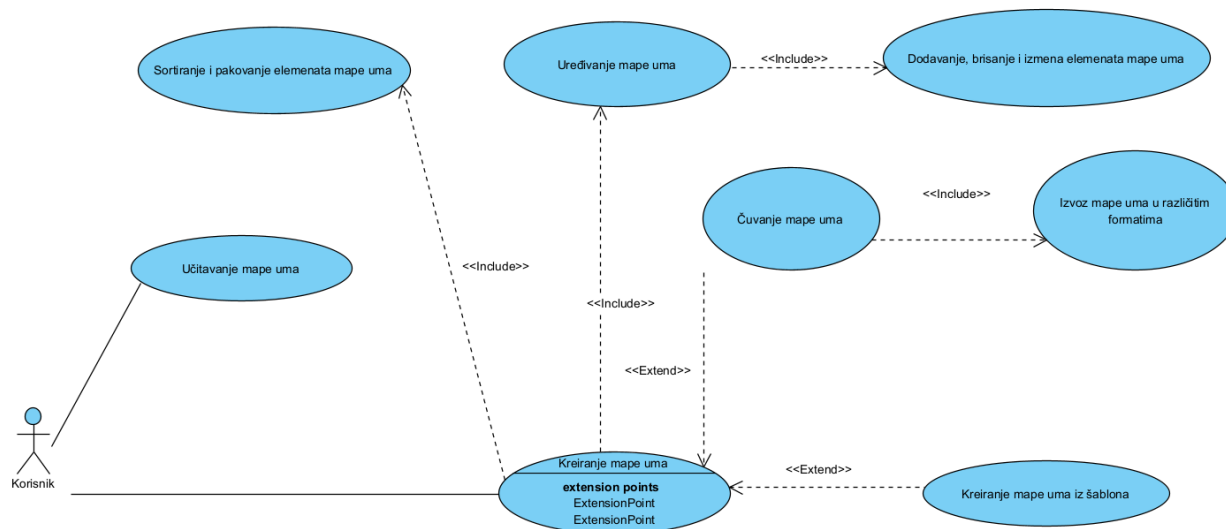 Sortiranje i pakovanje elemenata mape uma
Uređivanje mape uma
<<Include>>
Dodavanje, brisanje i izmena elemenata mape uma
Čuvanje mape uma
<<Include>>
Izvoz mape uma u različitim
formatima
Učitavanje mape uma
<<Include>>
<<Include>>
<<Extend>>
Korisnik
Kreiranje mape uma
extension points
ExtensionPoint
ExtensionPoint
<<Extend>>
Kreiranje mape uma iz šablona